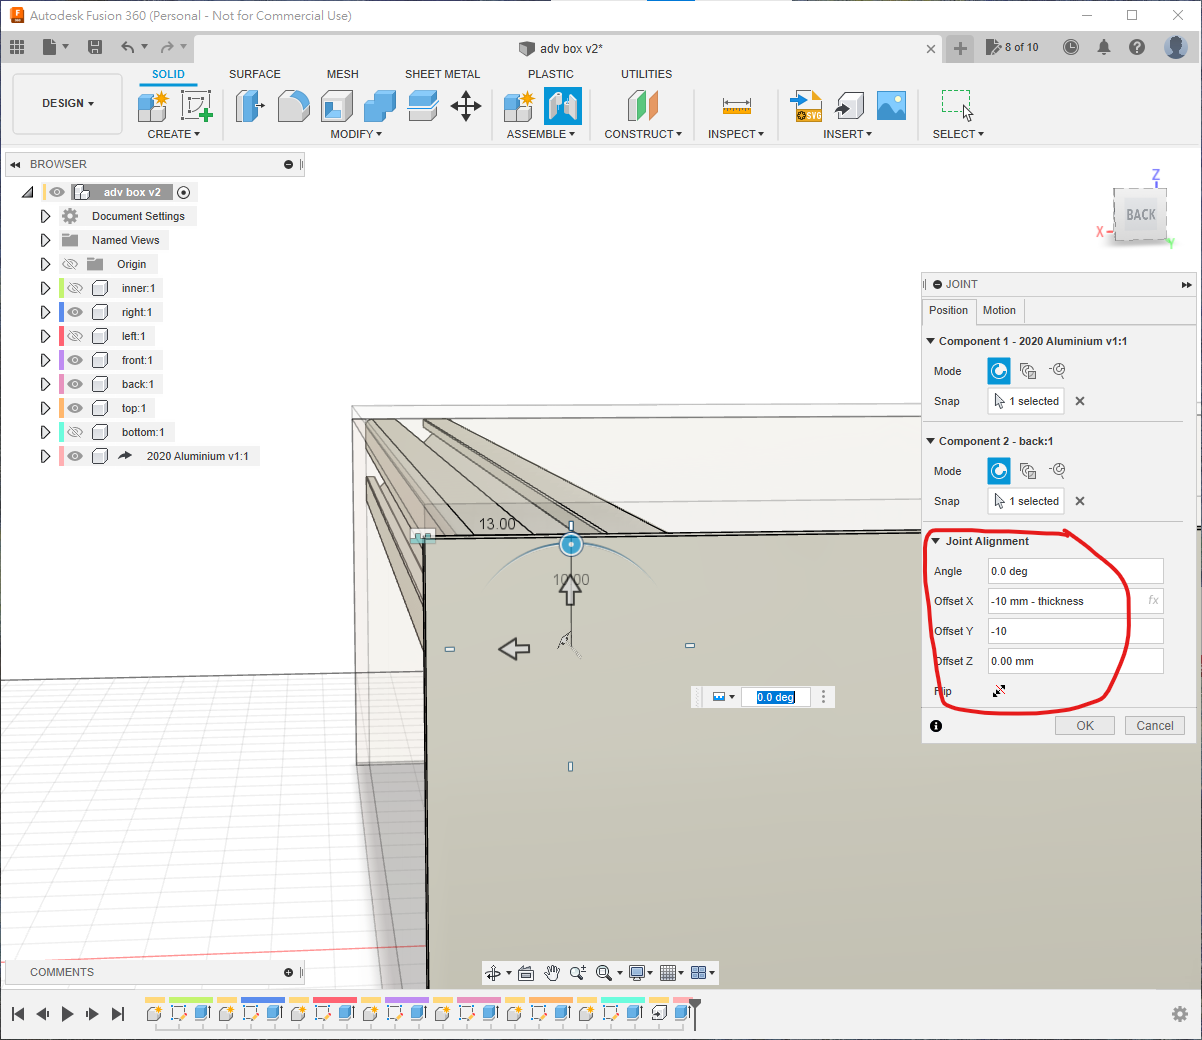 Autodesk Fusion 360 (Personal - Not for Commercial Use)
adv box v2*
8 of 10
DESIGN
SOLID SURFACE MESH SHEET METAL PLASTIC UTILITIES
CREATE MODIFY ASSEMBLE CONSTRUCT INSPECT INSERT SELECT
SVG
BROWSER
adv box v2
Document Settings
Named Views
Origin
inner:1
right:1
left:1
front:1
back:1
top:1
bottom:1
2020 Aluminium v1:1
Z
BACK
X
Y
JOINT
Position Motion
Component 1 - 2020 Aluminium v1:1
Mode
Snap 1 selected
Component 2 - back:1
Mode
Snap 1 selected
Joint Alignment
Angle 0.0 deg
Offset X -10 mm - thickness fx
Offset Y -10
Offset Z 0.00 mm
Flip
OK Cancel
13.00
10.00
0.0 deg
COMMENTS